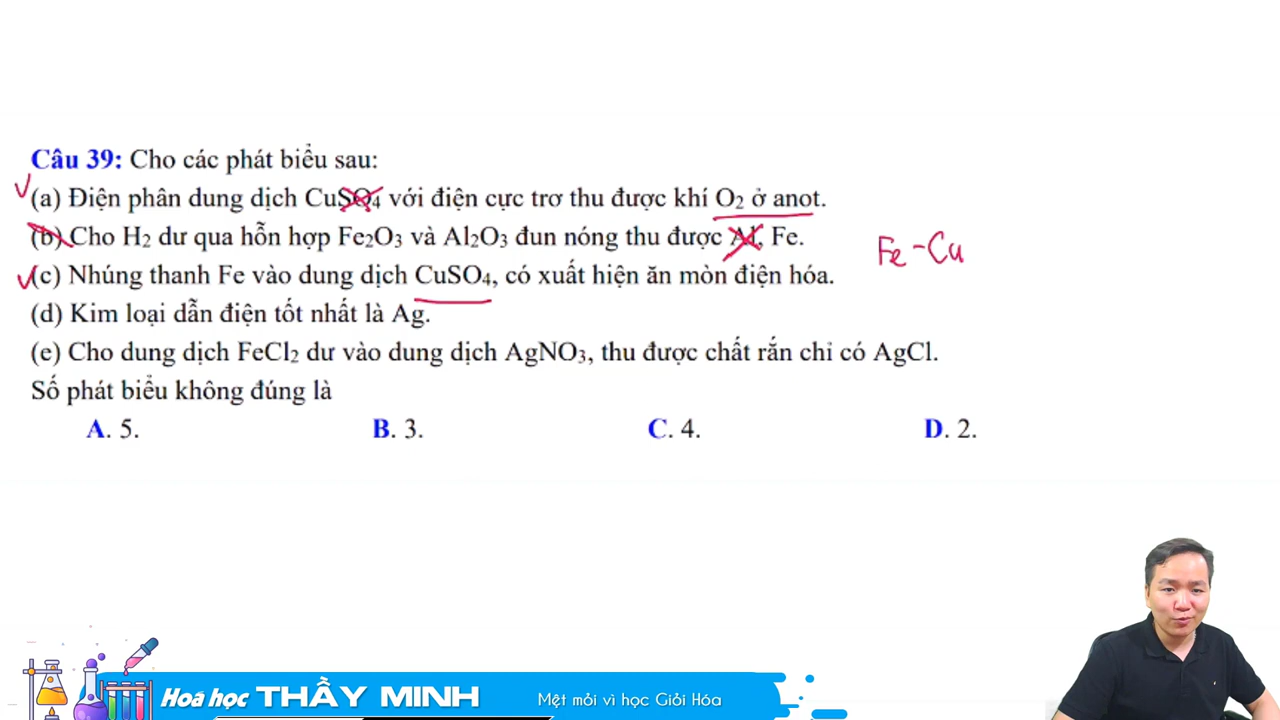 Câu 39: Cho các phát biểu sau:
(a) Điện phân dung dịch CuSO₄ với điện cực trơ thu được khí O₂ ở anot.
(b) Cho H₂ dư qua hỗn hợp Fe₂O₃ và Al₂O₃ đun nóng thu được Al, Fe.
Fe-Cu
(c) Nhúng thanh Fe vào dung dịch CuSO₄, có xuất hiện ăn mòn điện hóa.
(d) Kim loại dẫn điện tốt nhất là Ag.
(e) Cho dung dịch FeCl₂ dư vào dung dịch AgNO₃, thu được chất rắn chỉ có AgCl.
Số phát biểu không đúng là
A. 5. B. 3. C. 4. D. 2.
Hoá học THẦY MINH Mệt mỏi vì học Giỏi Hóa